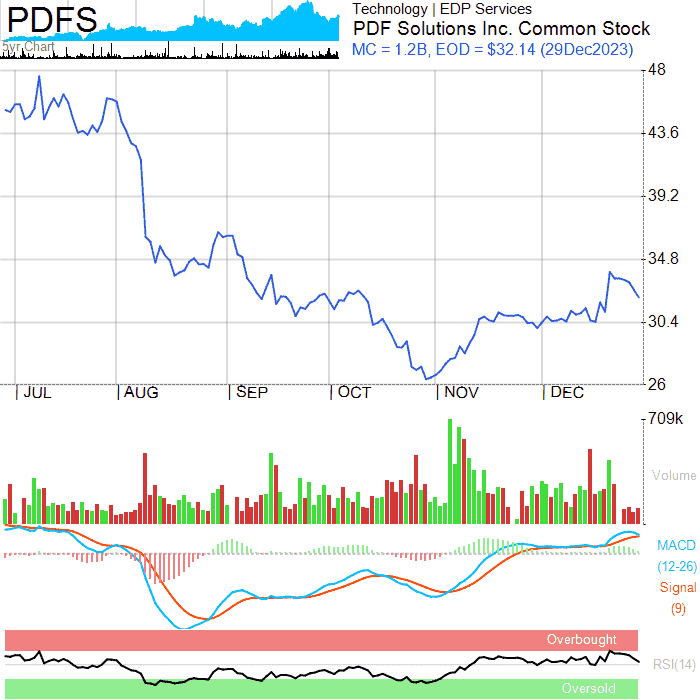 PDFS
5yr Chart
Technology | EDP Services
PDF Solutions Inc. Common Stock
MC = 1.2B, EOD = $32.14 (29Dec2023)
48
43.6
39.2
34.8
30.4
26
JUL AUG SEP OCT NOV DEC
709k
Volume
MACD
(12-26)
Signal
(9)
Overbought
RSI(14)
Oversold